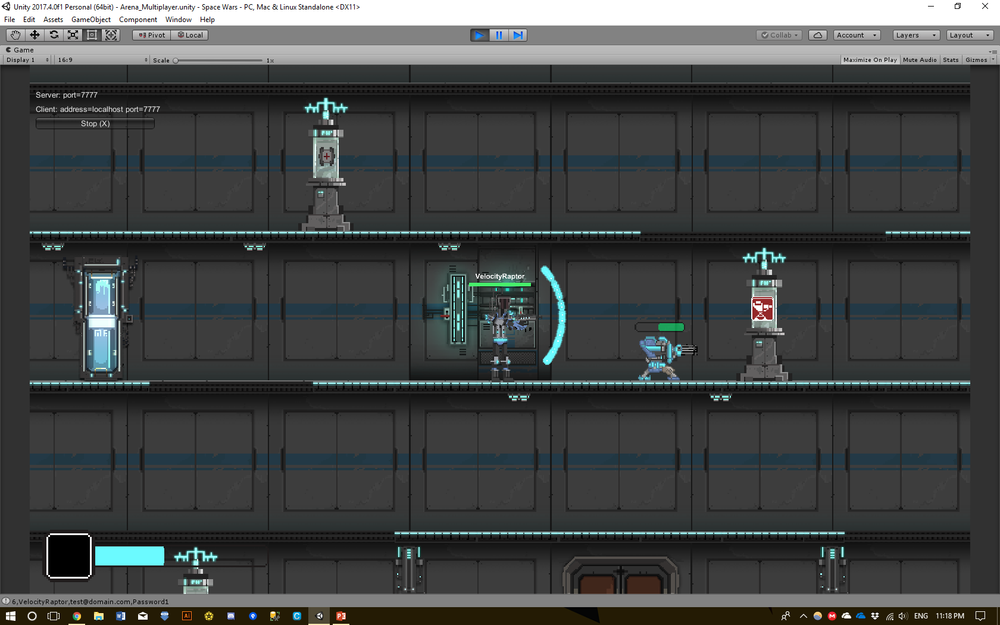 Unity 2017.4.0f1 Personal (64bit) - Arena_Multiplayer.unity - Space Wars - PC, Mac & Linux Standalone <DX11>
File Edit Assets GameObject Component Window Help
Pivot Local Collab Account Layers Layout
Game
Display 1 16:9 Scale 1x Maximize On Play Mute Audio Stats Gizmos
Server: port=7777
Client: address=localhost port=7777
Stop (X)
VelocityRaptor
6,VelocityRaptor,test@domain.com,Password1
ENG 11:18 PM